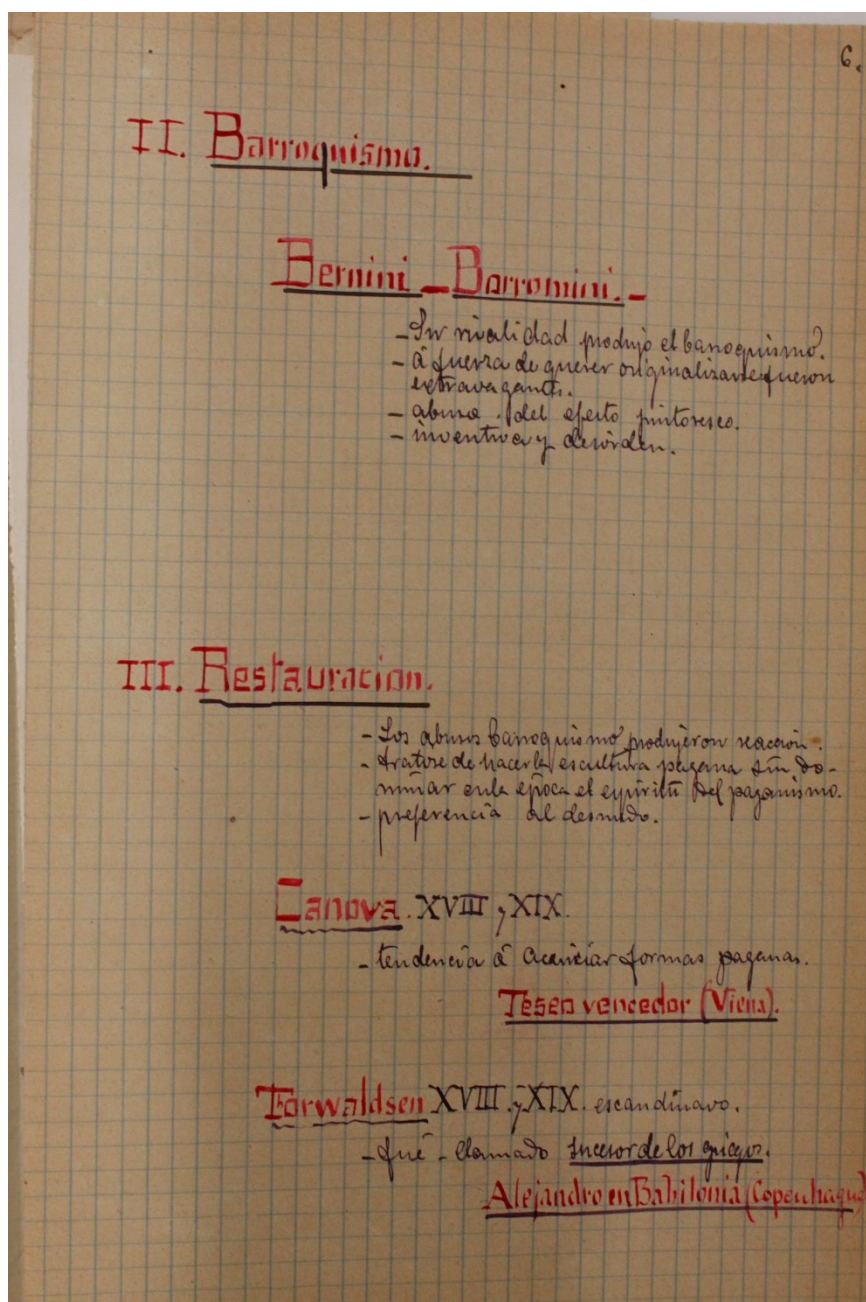 6.
II. Barroquismo.
Bernini - Borromini. -
- Su rivalidad produjo el barroquismo.
- á fuerza de querer originalizarse fueron
extravagantes.
- abuso del efecto pintoresco.
- inventiva y desórden.
III. Restauracion.
- Los abusos barroquismo produjeron reacción.
- tratose de hacer la escultura pagana sin do-
minar en la época el espíritu del paganismo.
- preferencia al desnudo.
Canova. XVIII y XIX.
- tendencia á acariciar formas paganas.
Teseo vencedor (Viena).
Torwaldsen XVIII. y XIX. escandinavo.
- fué - llamado sucesor de los griegos.
Alejandro en Babilonia (Copenhague)